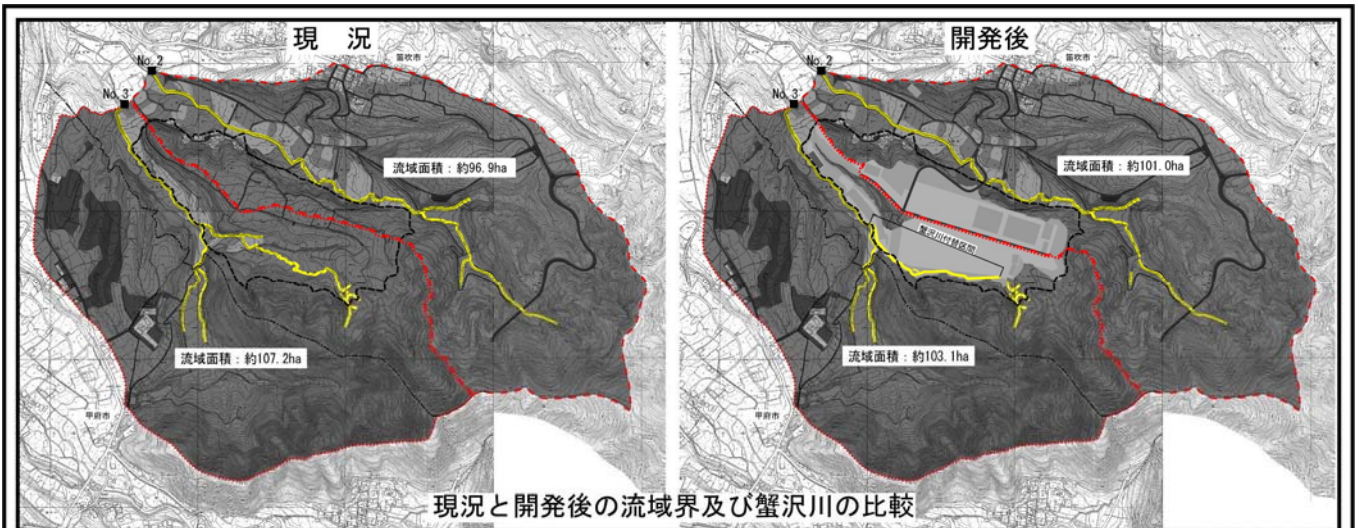 現　況
笛吹市
No. 2
No. 3
流域面積：約96.9ha
流域面積：約107.2ha
甲府市
開発後
笛吹市
No. 2
No. 3
流域面積：約101.0ha
蟹沢川付替区間
流域面積：約103.1ha
甲府市
現況と開発後の流域界及び蟹沢川の比較